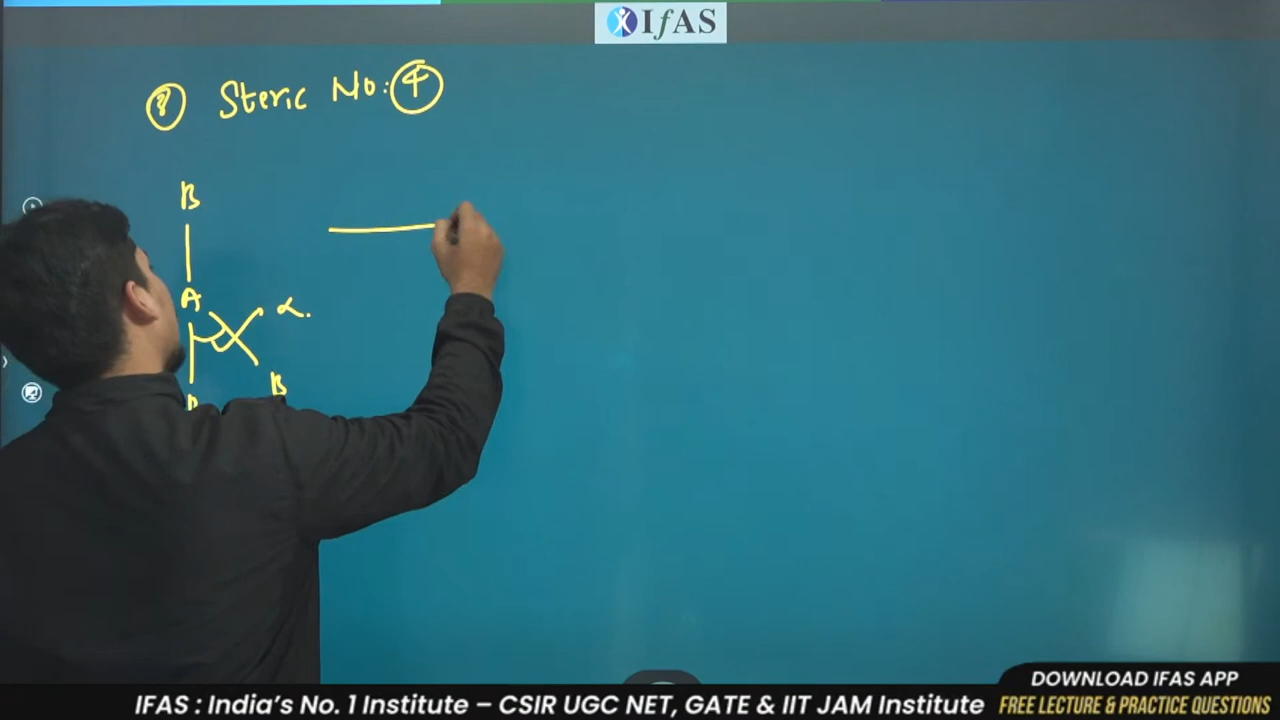 IfAS
③ Steric No: ④
B
A
α.
B
DOWNLOAD IFAS APP
IFAS : India's No. 1 Institute – CSIR UGC NET, GATE & IIT JAM Institute
FREE LECTURE & PRACTICE QUESTIONS